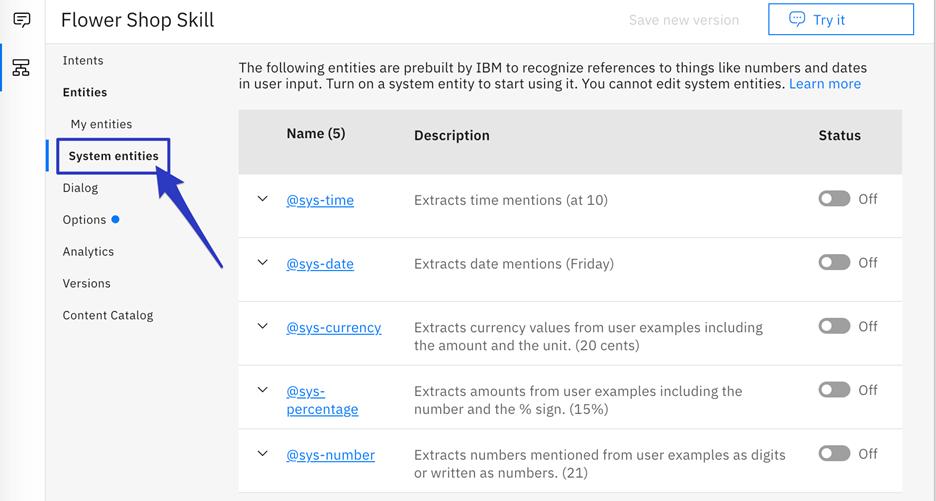 Flower Shop Skill
Save new version
Try it
Intents
Entities
My entities
System entities
Dialog
Options
Analytics
Versions
Content Catalog
The following entities are prebuilt by IBM to recognize references to things like numbers and dates
in user input. Turn on a system entity to start using it. You cannot edit system entities. Learn more
Name (5) Description Status
@sys-time Extracts time mentions (at 10) Off
@sys-date Extracts date mentions (Friday) Off
@sys-currency Extracts currency values from user examples including Off
the amount and the unit. (20 cents)
@sys- Extracts amounts from user examples including the Off
percentage number and the % sign. (15%)
@sys-number Extracts numbers mentioned from user examples as digits Off
or written as numbers. (21)